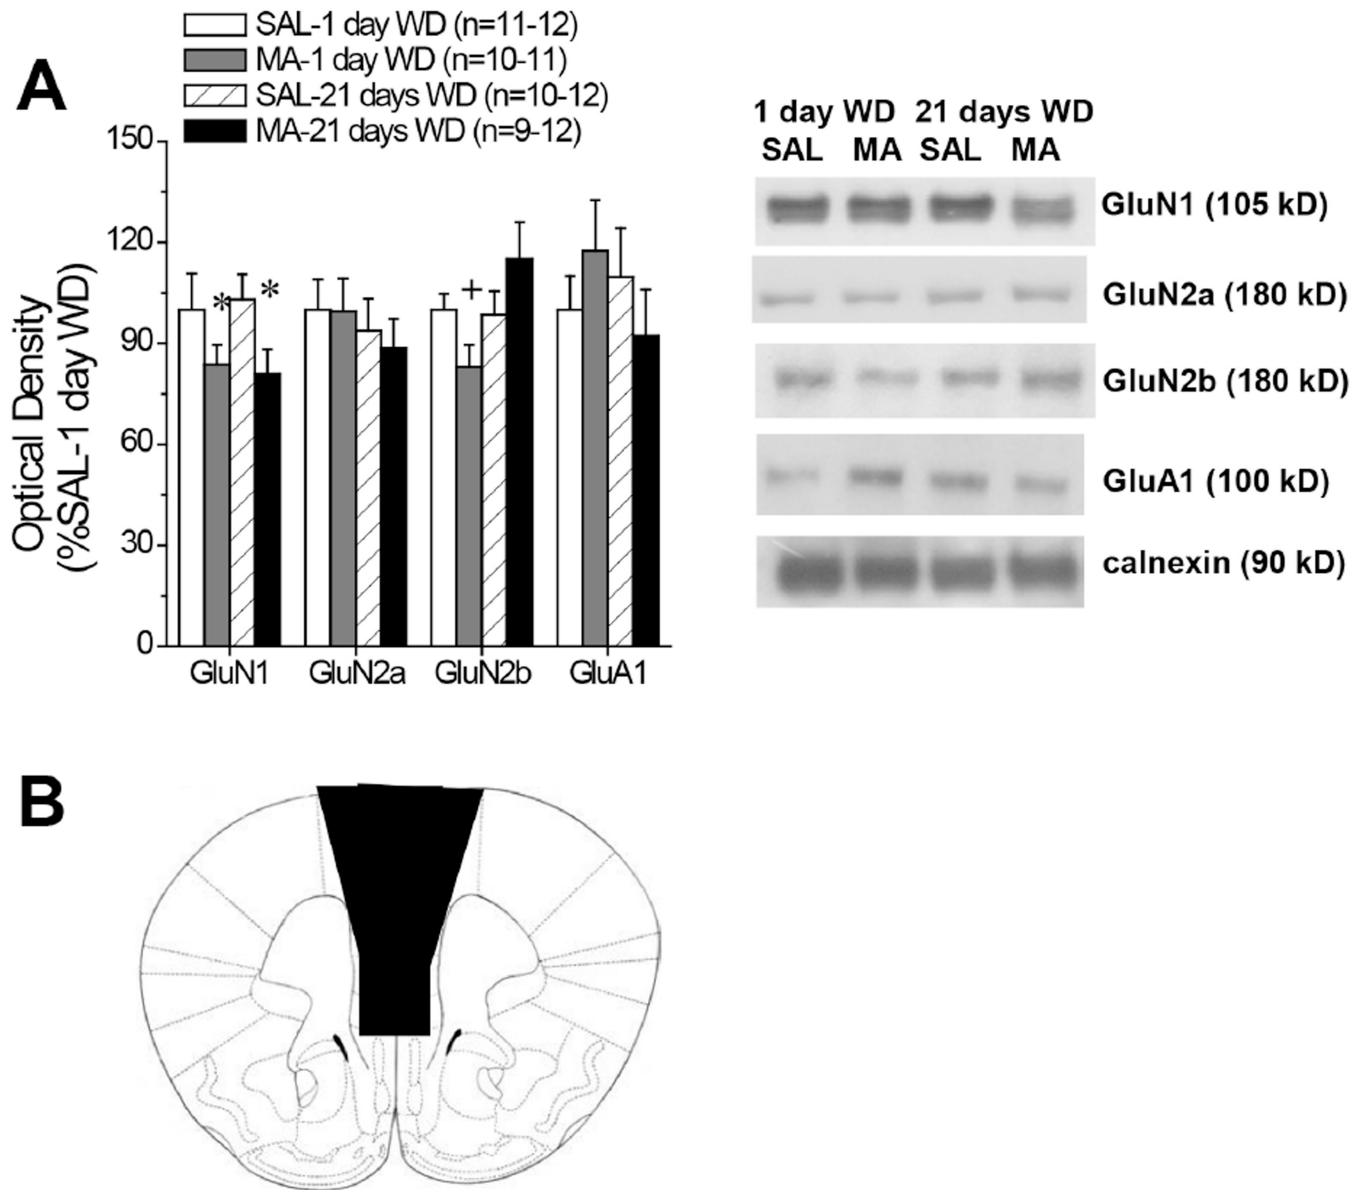 A
SAL-1 day WD (n=11-12)
MA-1 day WD (n=10-11)
SAL-21 days WD (n=10-12)
MA-21 days WD (n=9-12)
Optical Density
(%SAL-1 day WD)
150
120
90
60
30
0
* * +
GluN1 GluN2a GluN2b GluA1
1 day WD 21 days WD
SAL MA SAL MA
GluN1 (105 kD)
GluN2a (180 kD)
GluN2b (180 kD)
GluA1 (100 kD)
calnexin (90 kD)
B